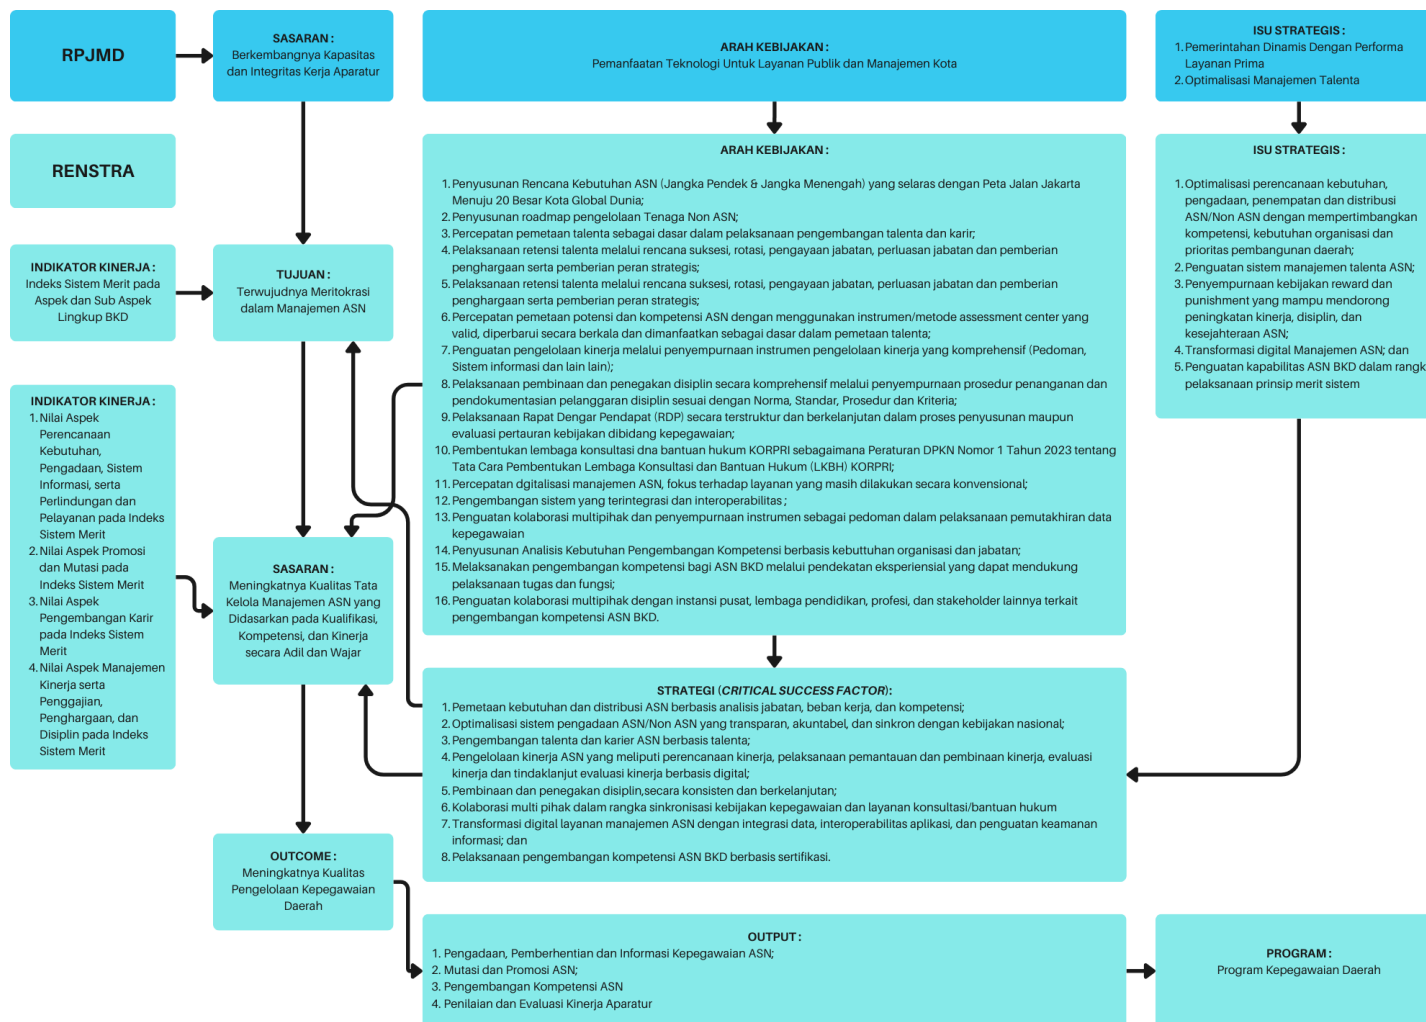 RPJMD
SASARAN :
Berkembangnya Kapasitas
dan Integritas Kerja Aparatur
ARAH KEBIJAKAN :
Pemanfaatan Teknologi Untuk Layanan Publik dan Manajemen Kota
ISU STRATEGIS :
1. Pemerintahan Dinamis Dengan Performa
Layanan Prima
2. Optimalisasi Manajemen Talenta
RENSTRA
INDIKATOR KINERJA :
Indeks Sistem Merit pada
Aspek dan Sub Aspek
Lingkup BKD
TUJUAN :
Terwujudnya Meritokrasi
dalam Manajemen ASN
ARAH KEBIJAKAN :
1. Penyusunan Rencana Kebutuhan ASN (Jangka Pendek & Jangka Menengah) yang selaras dengan Peta Jalan Jakarta
Menuju 20 Besar Kota Global Dunia;
2. Penyusunan roadmap pengelolaan Tenaga Non ASN;
3. Percepatan pemetaan talenta sebagai dasar dalam pelaksanaan pengembangan talenta dan karir;
4. Pelaksanaan retensi talenta melalui rencana suksesi, rotasi, pengayaan jabatan, perluasan jabatan dan pemberian
penghargaan serta pemberian peran strategis;
5. Pelaksanaan retensi talenta melalui rencana suksesi, rotasi, pengayaan jabatan, perluasan jabatan dan pemberian
penghargaan serta pemberian peran strategis;
6. Percepatan pemetaan potensi dan kompetensi ASN dengan menggunakan instrumen/metode assessment center yang
valid, diperbarui secara berkala dan dimanfaatkan sebagai dasar dalam pemetaan talenta;
7. Penguatan pengelolaan kinerja melalui penyempurnaan instrumen pengelolaan kinerja yang komprehensif (Pedoman,
Sistem informasi dan lain lain);
8. Pelaksanaan pembinaan dan penegakan disiplin secara komprehensif melalui penyempurnaan prosedur penanganan dan
pendokumentasian pelanggaran disiplin sesuai dengan Norma, Standar, Prosedur dan Kriteria;
9. Pelaksanaan Rapat Dengar Pendapat (RDP) secara terstruktur dan berkelanjutan dalam proses penyusunan maupun
evaluasi pertauran kebijakan dibidang kepegawaian;
10. Pembentukan lembaga konsultasi dna bantuan hukum KORPRI sebagaimana Peraturan DPKN Nomor 1 Tahun 2023 tentang
Tata Cara Pembentukan Lembaga Konsultasi dan Bantuan Hukum (LKBH) KORPRI;
11. Percepatan dgitalisasi manajemen ASN, fokus terhadap layanan yang masih dilakukan secara konvensional;
12. Pengembangan sistem yang terintegrasi dan interoperabilitas ;
13. Penguatan kolaborasi multipihak dan penyempurnaan instrumen sebagai pedoman dalam pelaksanaan pemutakhiran data
kepegawaian
14. Penyusunan Analisis Kebutuhan Pengembangan Kompetensi berbasis kebuttuhan organisasi dan jabatan;
15. Melaksanakan pengembangan kompetensi bagi ASN BKD melalui pendekatan eksperiensial yang dapat mendukung
pelaksanaan tugas dan fungsi;
16. Penguatan kolaborasi multipihak dengan instansi pusat, lembaga pendidikan, profesi, dan stakeholder lainnya terkait
pengembangan kompetensi ASN BKD.
ISU STRATEGIS :
1. Optimalisasi perencanaan kebutuhan,
pengadaan, penempatan dan distribusi
ASN/Non ASN dengan mempertimbangkan
kompetensi, kebutuhan organisasi dan
prioritas pembangunan daerah;
2. Penguatan sistem manajemen talenta ASN;
3. Penyempurnaan kebijakan reward dan
punishment yang mampu mendorong
peningkatan kinerja, disiplin, dan
kesejahteraan ASN;
4. Transformasi digital Manajemen ASN; dan
5. Penguatan kapabilitas ASN BKD dalam rangk
pelaksanaan prinsip merit sistem
INDIKATOR KINERJA :
1. Nilai Aspek
Perencanaan
Kebutuhan,
Pengadaan, Sistem
Informasi, serta
Perlindungan dan
Pelayanan pada Indeks
Sistem Merit
2. Nilai Aspek Promosi
dan Mutasi pada
Indeks Sistem Merit
3. Nilai Aspek
Pengembangan Karir
pada Indeks Sistem
Merit
4. Nilai Aspek Manajemen
Kinerja serta
Penggajian,
Penghargaan, dan
Disiplin pada Indeks
Sistem Merit
SASARAN :
Meningkatnya Kualitas Tata
Kelola Manajemen ASN yang
Didasarkan pada Kualifikasi,
Kompetensi, dan Kinerja
secara Adil dan Wajar
STRATEGI (CRITICAL SUCCESS FACTOR):
1. Pemetaan kebutuhan dan distribusi ASN berbasis analisis jabatan, beban kerja, dan kompetensi;
2. Optimalisasi sistem pengadaan ASN/Non ASN yang transparan, akuntabel, dan sinkron dengan kebijakan nasional;
3. Pengembangan talenta dan karier ASN berbasis talenta;
4. Pengelolaan kinerja ASN yang meliputi perencanaan kinerja, pelaksanaan pemantauan dan pembinaan kinerja, evaluasi
kinerja dan tindaklanjut evaluasi kinerja berbasis digital;
5. Pembinaan dan penegakan disiplin,secara konsisten dan berkelanjutan;
6. Kolaborasi multi pihak dalam rangka sinkronisasi kebijakan kepegawaian dan layanan konsultasi/bantuan hukum
7. Transformasi digital layanan manajemen ASN dengan integrasi data, interoperabilitas aplikasi, dan penguatan keamanan
informasi; dan
8. Pelaksanaan pengembangan kompetensi ASN BKD berbasis sertifikasi.
OUTCOME :
Meningkatnya Kualitas
Pengelolaan Kepegawaian
Daerah
OUTPUT :
1. Pengadaan, Pemberhentian dan Informasi Kepegawaian ASN;
2. Mutasi dan Promosi ASN;
3. Pengembangan Kompetensi ASN
4. Penilaian dan Evaluasi Kinerja Aparatur
PROGRAM :
Program Kepegawaian Daerah